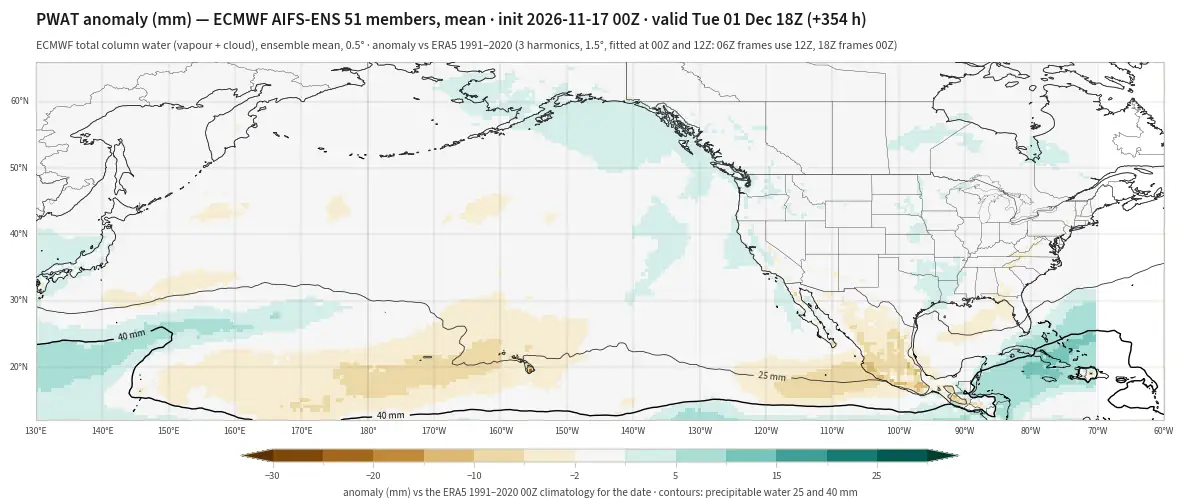 PWAT anomaly (mm) — ECMWF AIFS-ENS 51 members, mean · init 2026-11-17 00Z · valid Tue 01 Dec 18Z (+354 h)
ECMWF total column water (vapour + cloud), ensemble mean, 0.5° · anomaly vs ERA5 1991–2020 (3 harmonics, 1.5°, fitted at 00Z and 12Z: 06Z frames use 12Z, 18Z frames 00Z)
60°N
50°N
40°N
30°N
40 mm
20°N
25 mm
40 mm
130°E 140°E 150°E 160°E 170°E 180° 170°W 160°W 150°W 140°W 130°W 120°W 110°W 100°W 90°W 80°W 70°W 60°W
−30 −20 −10 −2 5 15 25
anomaly (mm) vs the ERA5 1991–2020 00Z climatology for the date · contours: precipitable water 25 and 40 mm